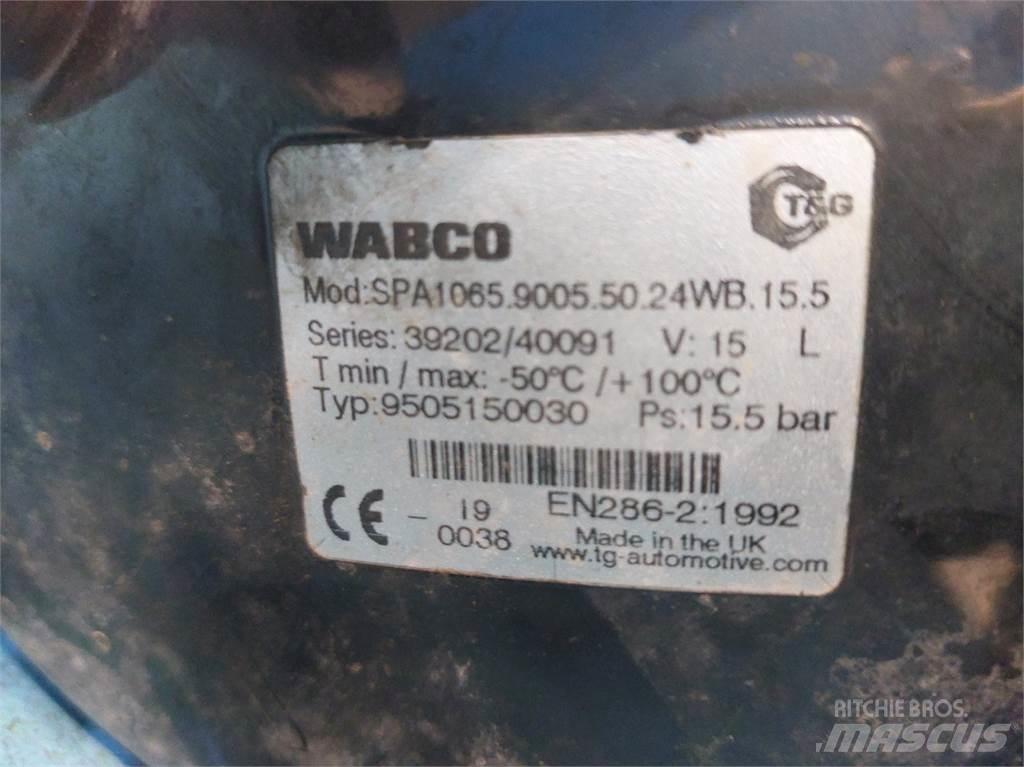 T&G
WABCO
Mod:SPA1065.9005.50.24WB.15.5
Series: 39202/40091 V: 15 L
T min / max: -50°C / +100°C
Typ:9505150030 Ps:15.5 bar
CE _ 19 EN286-2:1992
0038 Made in the UK
www.tg-automotive.com
RITCHIE BROS.
MASCUS